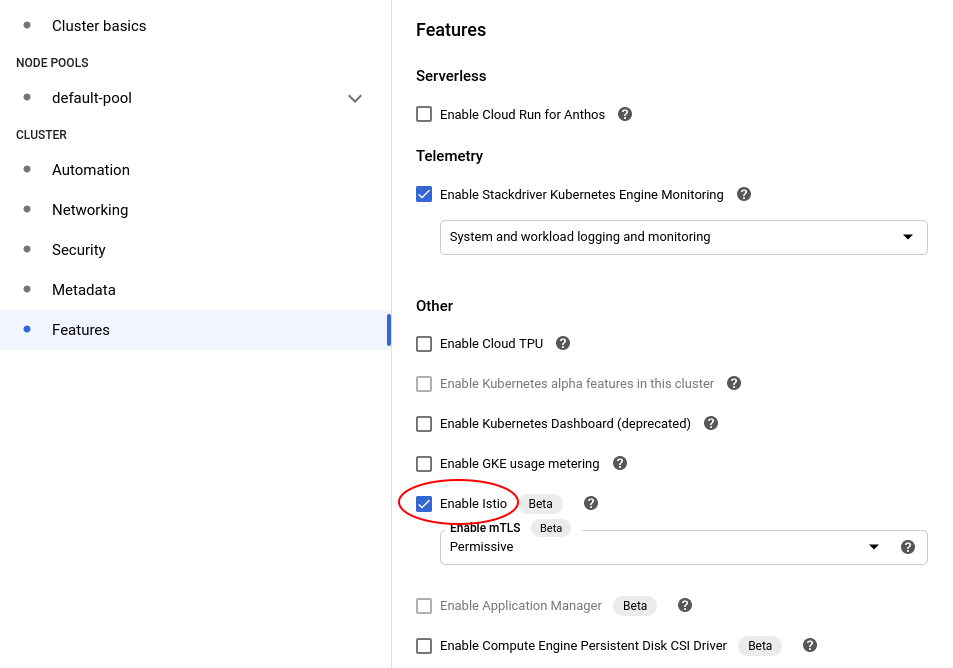 Cluster basics
NODE POOLS
default-pool
CLUSTER
Automation
Networking
Security
Metadata
Features
Features
Serverless
Enable Cloud Run for Anthos
Telemetry
Enable Stackdriver Kubernetes Engine Monitoring
System and workload logging and monitoring
Other
Enable Cloud TPU
Enable Kubernetes alpha features in this cluster
Enable Kubernetes Dashboard (deprecated)
Enable GKE usage metering
Enable Istio Beta
Enable mTLS Beta
Permissive
Enable Application Manager Beta
Enable Compute Engine Persistent Disk CSI Driver Beta